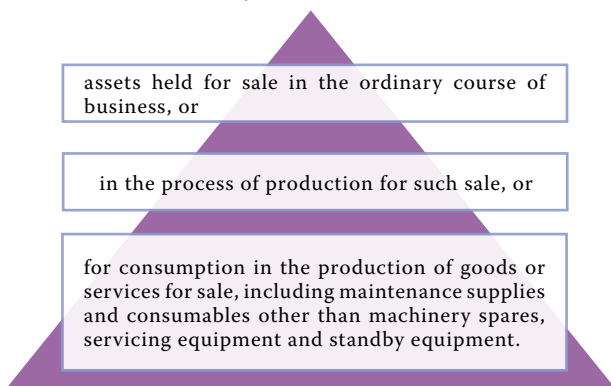 assets held for sale in the ordinary course of
business, or
in the process of production for such sale, or
for consumption in the production of goods or
services for sale, including maintenance supplies
and consumables other than machinery spares,
servicing equipment and standby equipment.